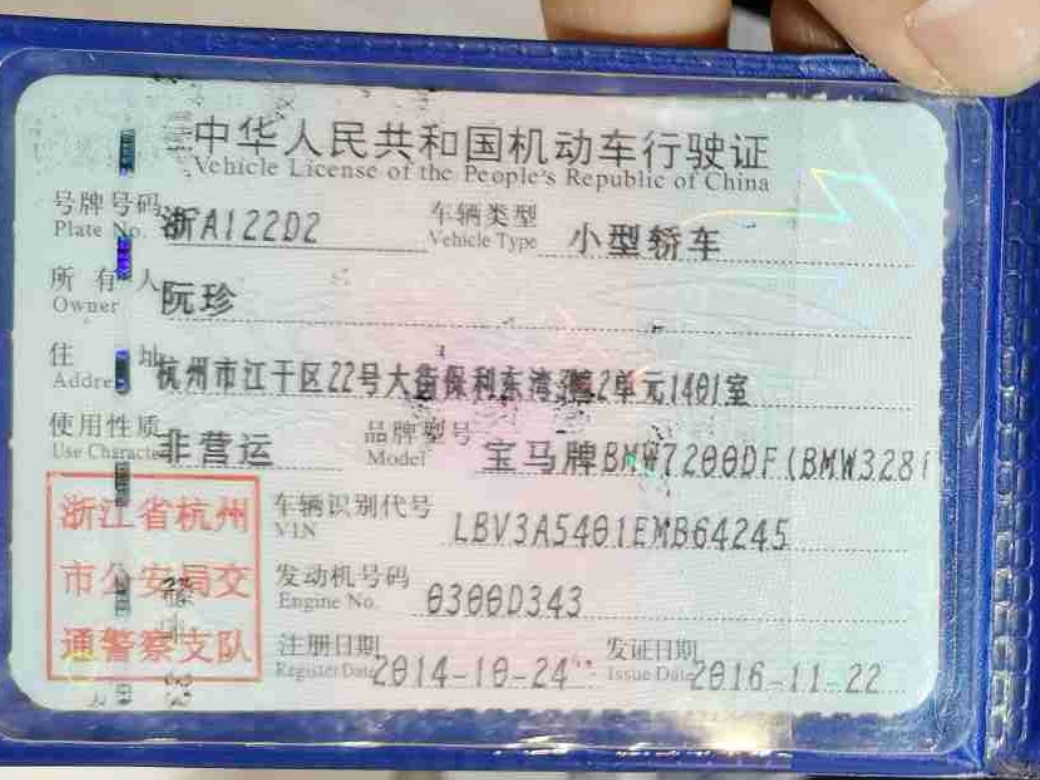 中华人民共和国机动车行驶证
Vehicle License of the People's Republic of China
号牌号码 浙A122D2 车辆类型 小型轿车
Plate No. Vehicle Type
所有人 阮珍
Owner
住址 杭州市江干区22号大街保利东湾2单元1401室
Address
使用性质 非营运 品牌型号 宝马牌BMW7200DF(BMW328
Use Character Model
浙江省杭州
市公安局交
通警察支队
车辆识别代号 LBV3A5401EMB64245
VIN
发动机号码 0300D343
Engine No.
注册日期 2014-10-24 发证日期 2016-11-22
Register Date Issue Date